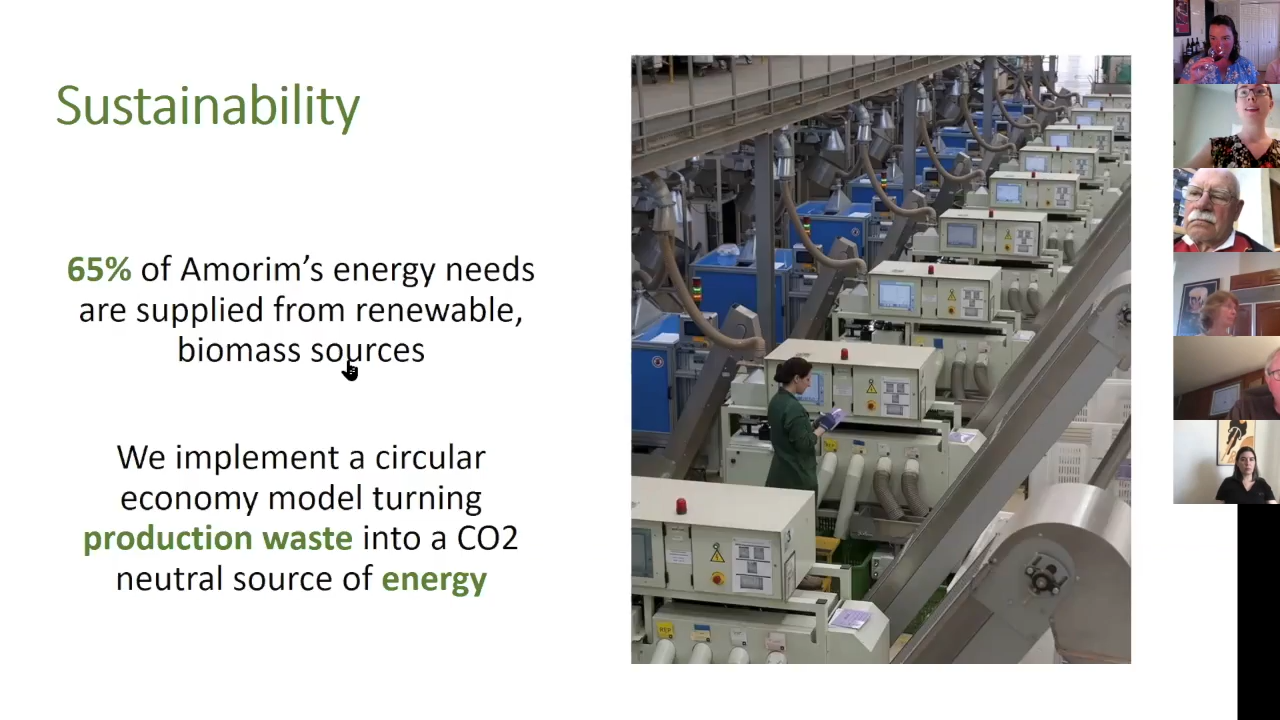 Sustainability
65% of Amorim’s energy needs
are supplied from renewable,
biomass sources
We implement a circular
economy model turning
production waste into a CO2
neutral source of energy